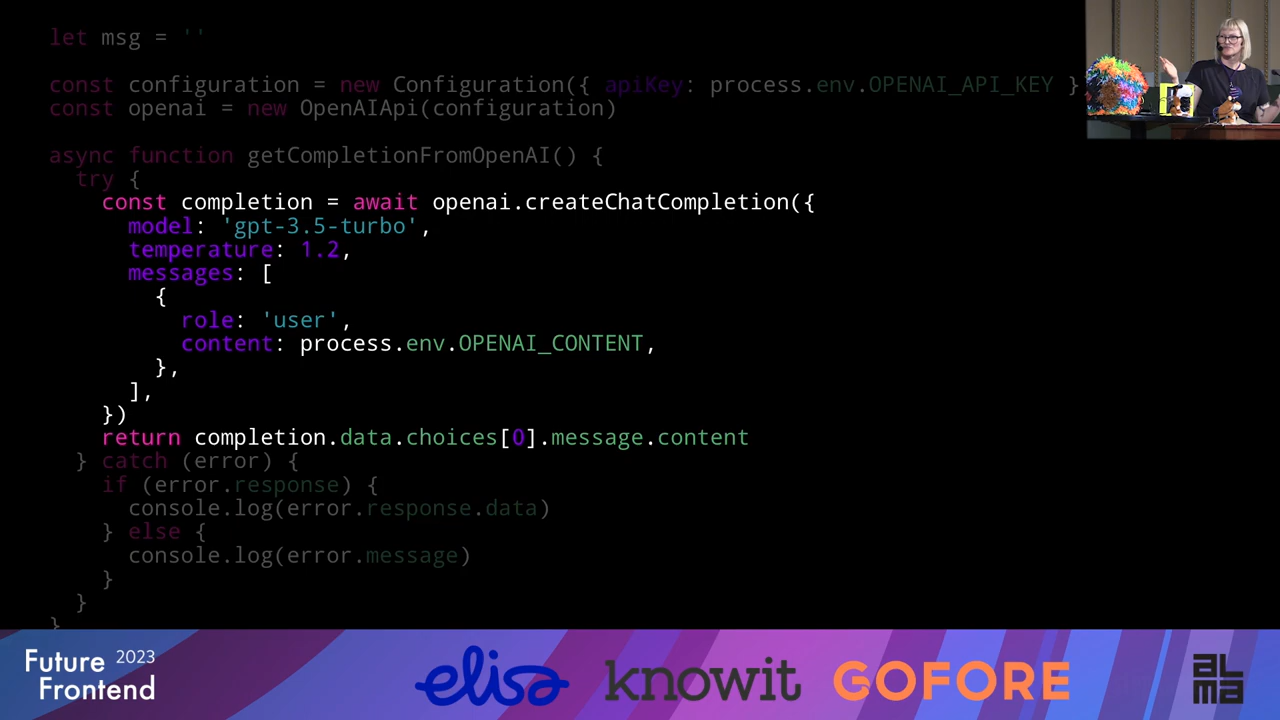 let msg = ''
const configuration = new Configuration({ apiKey: process.env.OPENAI_API_KEY }
const openai = new OpenAIApi(configuration)
async function getCompletionFromOpenAI() {
try {
const completion = await openai.createChatCompletion({
model: 'gpt-3.5-turbo',
temperature: 1.2,
messages: [
{
role: 'user',
content: process.env.OPENAI_CONTENT,
},
],
})
return completion.data.choices[0].message.content
} catch (error) {
if (error.response) {
console.log(error.response.data)
} else {
console.log(error.message)
}
}
}
Future 2023
Frontend
elisa
knowit
GOFORE
ALMA